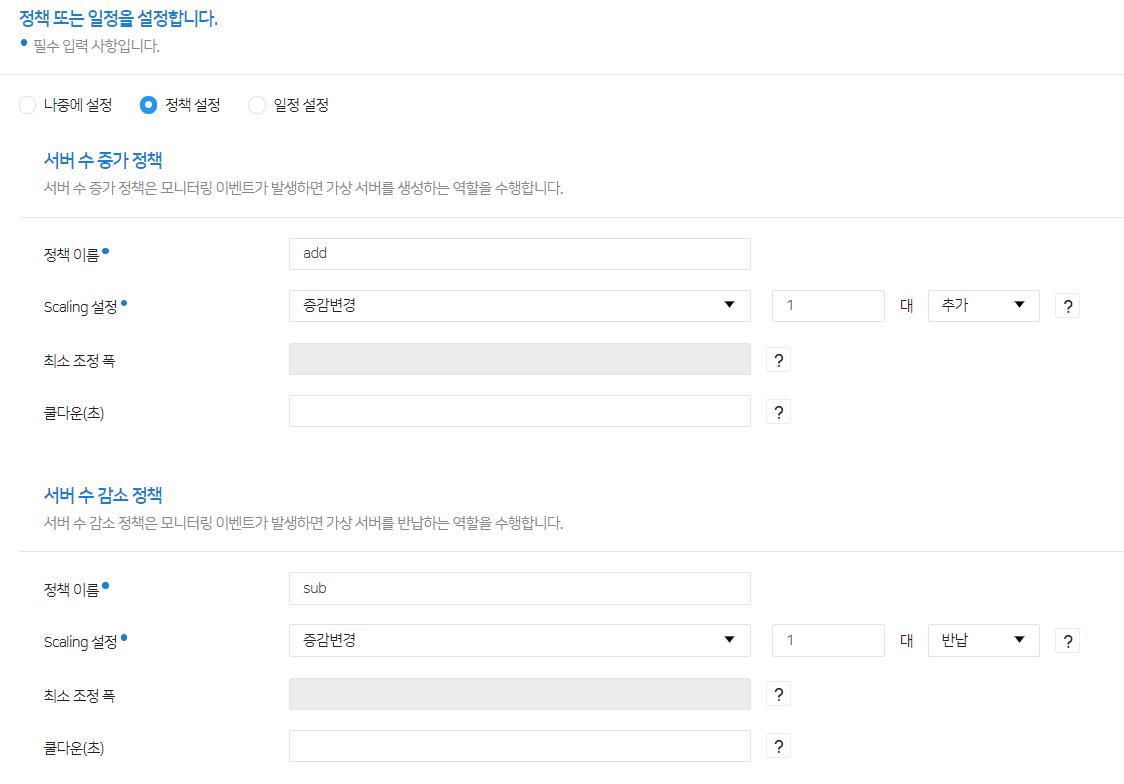 정책 또는 일정을 설정합니다.
필수 입력 사항입니다.
나중에 설정 정책 설정 일정 설정
서버 수 증가 정책
서버 수 증가 정책은 모니터링 이벤트가 발생하면 가상 서버를 생성하는 역할을 수행합니다.
정책 이름 add
Scaling 설정 증감변경 1 대 추가 ?
최소 조정 폭 ?
쿨다운(초) ?
서버 수 감소 정책
서버 수 감소 정책은 모니터링 이벤트가 발생하면 가상 서버를 반납하는 역할을 수행합니다.
정책 이름 sub
Scaling 설정 증감변경 1 대 반납 ?
최소 조정 폭 ?
쿨다운(초) ?